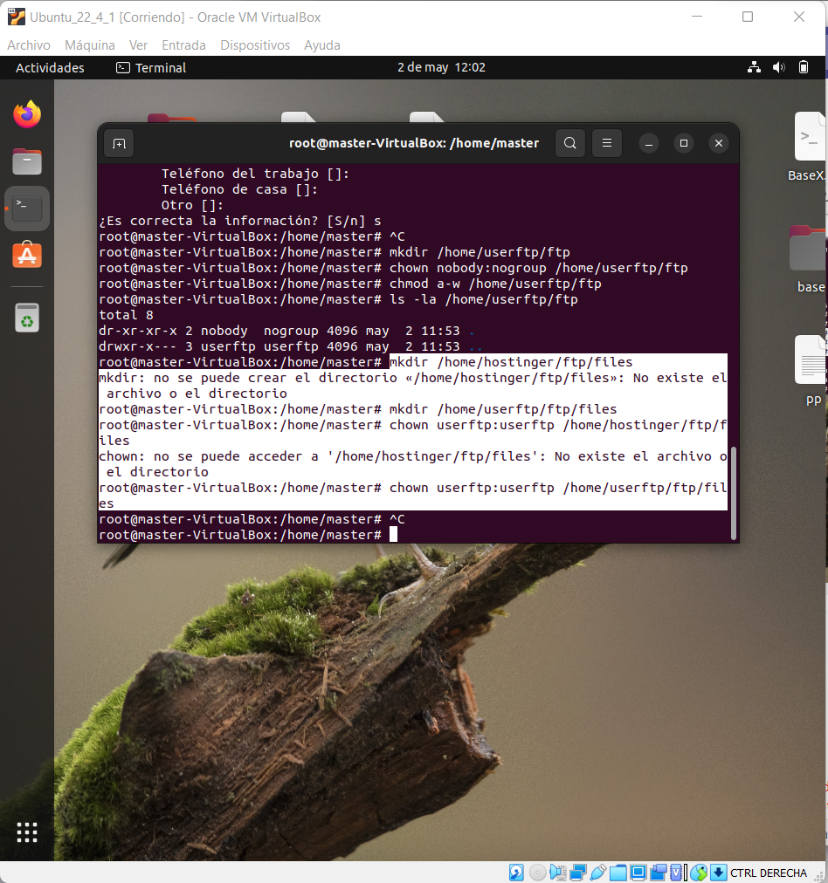 Ubuntu_22_4_1 [Corriendo] - Oracle VM VirtualBox
Archivo Máquina Ver Entrada Dispositivos Ayuda
Actividades Terminal 2 de may 12:02
root@master-VirtualBox: /home/master
Teléfono del trabajo []:
Teléfono de casa []:
Otro []:
¿Es correcta la información? [S/n] s
root@master-VirtualBox:/home/master# ^C
root@master-VirtualBox:/home/master# mkdir /home/userftp/ftp
root@master-VirtualBox:/home/master# chown nobody:nogroup /home/userftp/ftp
root@master-VirtualBox:/home/master# chmod a-w /home/userftp/ftp
root@master-VirtualBox:/home/master# ls -la /home/userftp/ftp
total 8
dr-xr-xr-x 2 nobody  nogroup 4096 may  2 11:53 .
drwxr-x--- 3 userftp userftp 4096 may  2 11:53 ..
root@master-VirtualBox:/home/master# mkdir /home/hostinger/ftp/files
mkdir: no se puede crear el directorio «/home/hostinger/ftp/files»: No existe el
archivo o el directorio
root@master-VirtualBox:/home/master# mkdir /home/userftp/ftp/files
root@master-VirtualBox:/home/master# chown userftp:userftp /home/hostinger/ftp/f
iles
chown: no se puede acceder a '/home/hostinger/ftp/files': No existe el archivo o
el directorio
root@master-VirtualBox:/home/master# chown userftp:userftp /home/userftp/ftp/fil
es
root@master-VirtualBox:/home/master# ^C
root@master-VirtualBox:/home/master#
BaseX.
base
pp
CTRL DERECHA